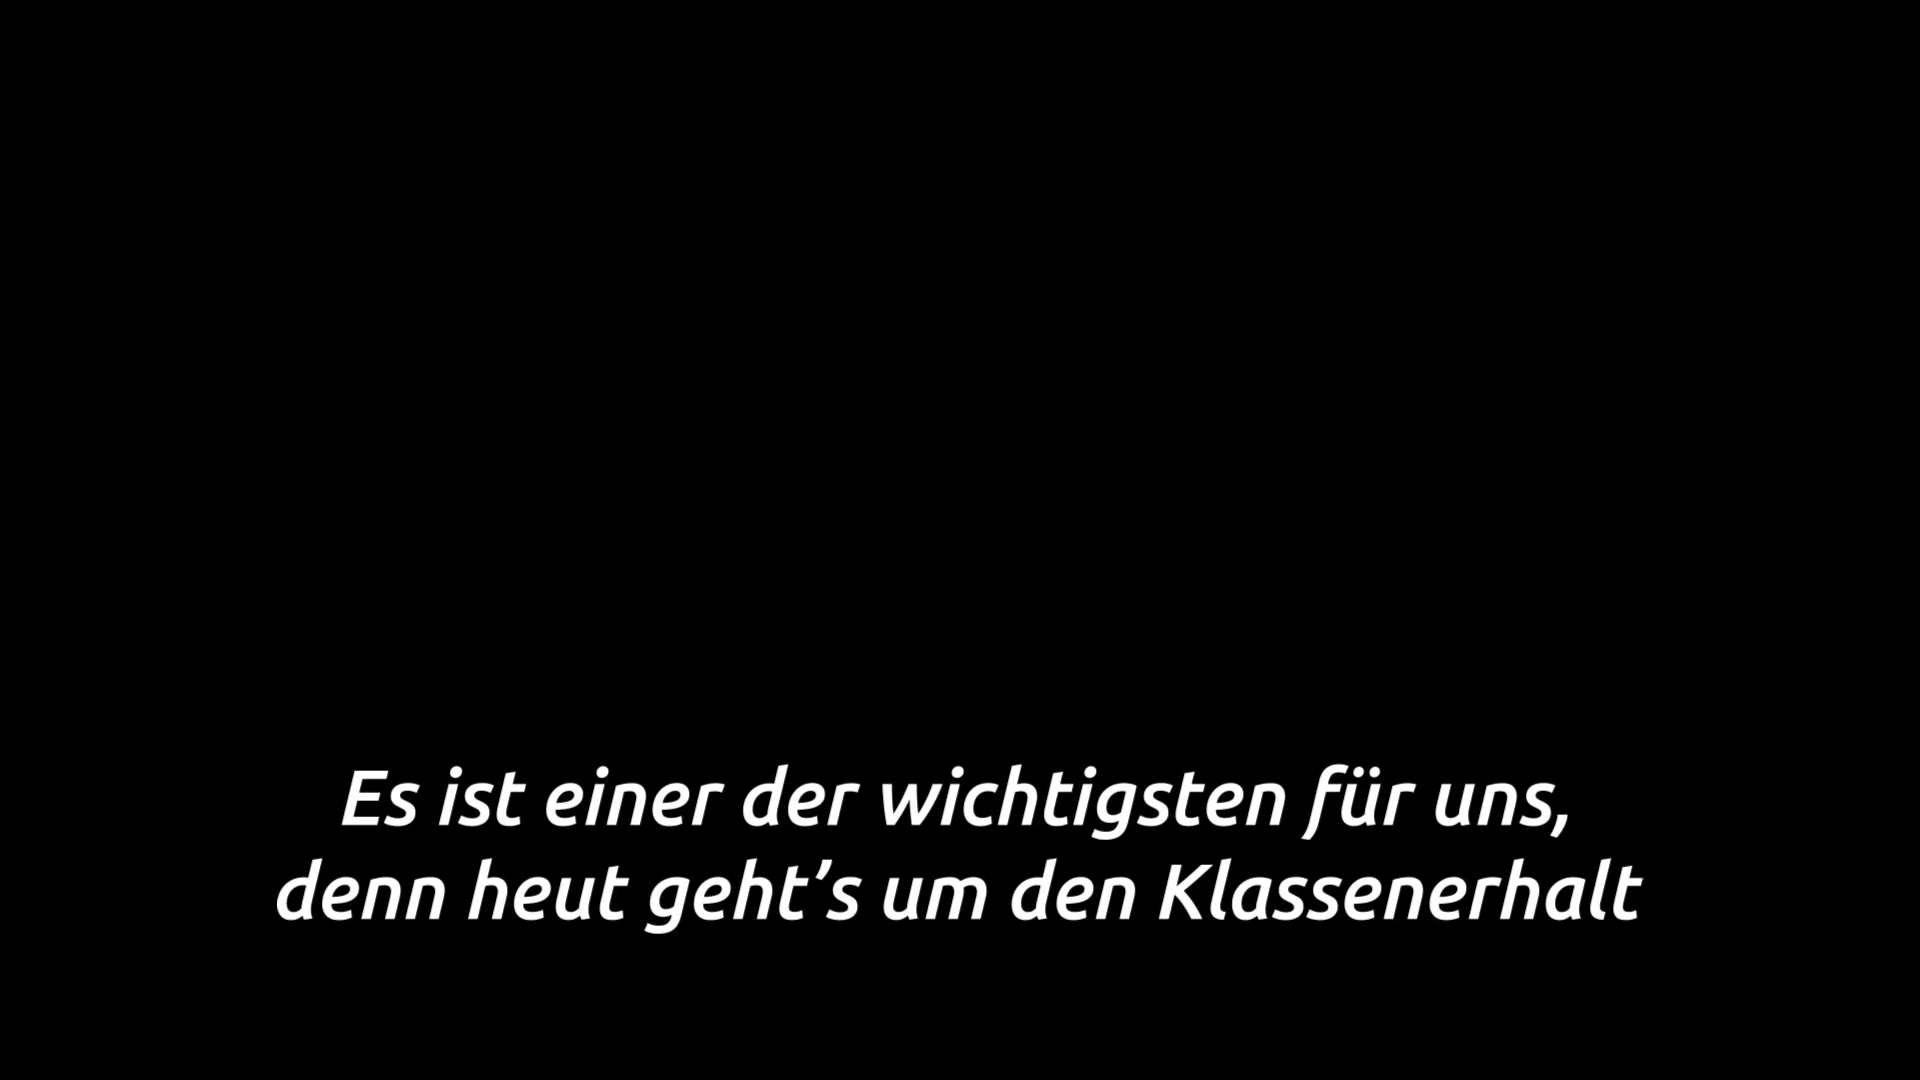 Es ist einer der wichtigsten für uns,
denn heut geht’s um den Klassenerhalt